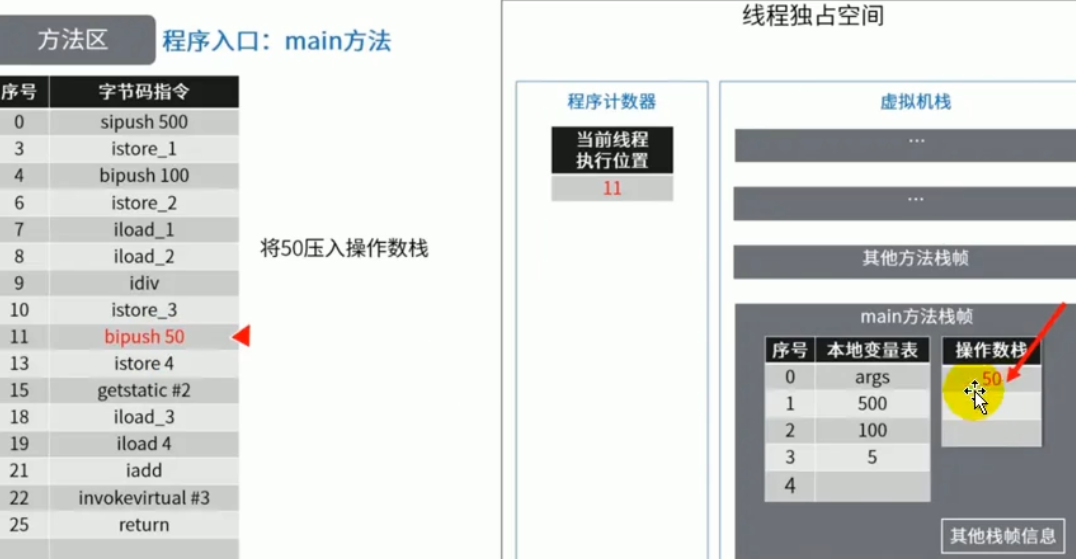 方法区
程序入口：main方法
序号 字节码指令
0 sipush 500
3 istore_1
4 bipush 100
6 istore_2
7 iload_1
8 iload_2
9 idiv
10 istore_3
11 bipush 50
13 istore 4
15 getstatic #2
18 iload_3
19 iload 4
21 iadd
22 invokevirtual #3
25 return
将50压入操作数栈
线程独占空间
程序计数器
当前线程
执行位置
11
虚拟机栈
...
...
其他方法栈帧
main方法栈帧
序号 本地变量表
0 args
1 500
2 100
3 5
4
操作数栈
50
其他栈帧信息